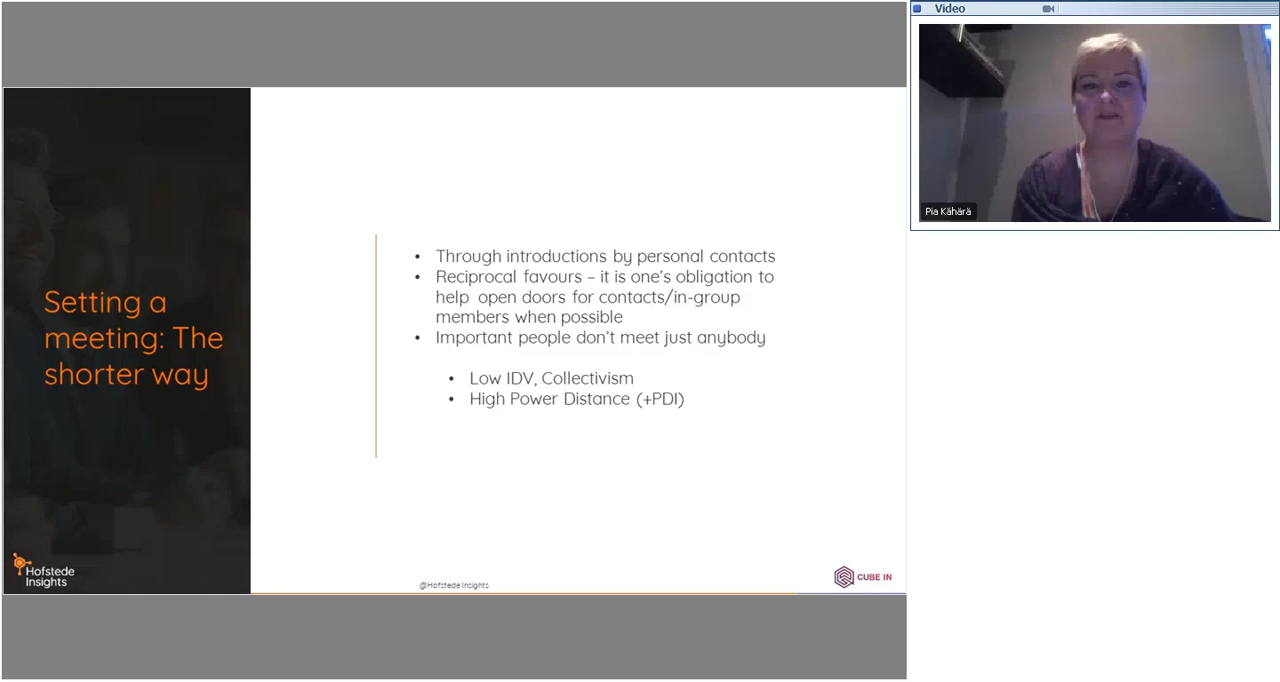 Video
Pia Kähärä
Setting a
meeting: The
shorter way
• Through introductions by personal contacts
• Reciprocal favours – it is one's obligation to
help open doors for contacts/in-group
members when possible
• Important people don't meet just anybody
• Low IDV, Collectivism
• High Power Distance (+PDI)
Hofstede
Insights
@Hofstede Insights
CUBE IN